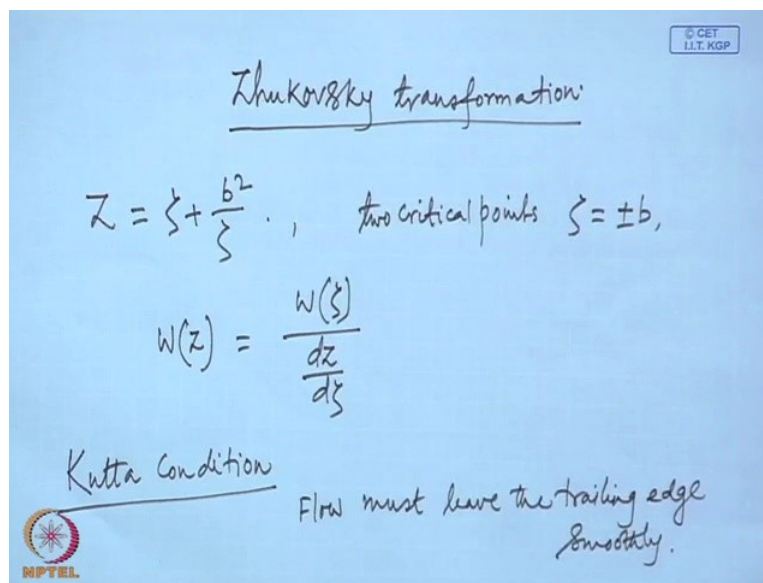 © CET
I.I.T. KGP
Zhukovsky transformation.
Z = ζ + b²/ζ . , two critical points ζ = ±b,
W(z) = W(ζ) / (dz/dζ)
Kutta Condition
Flow must leave the trailing edge
smoothly.
NPTEL